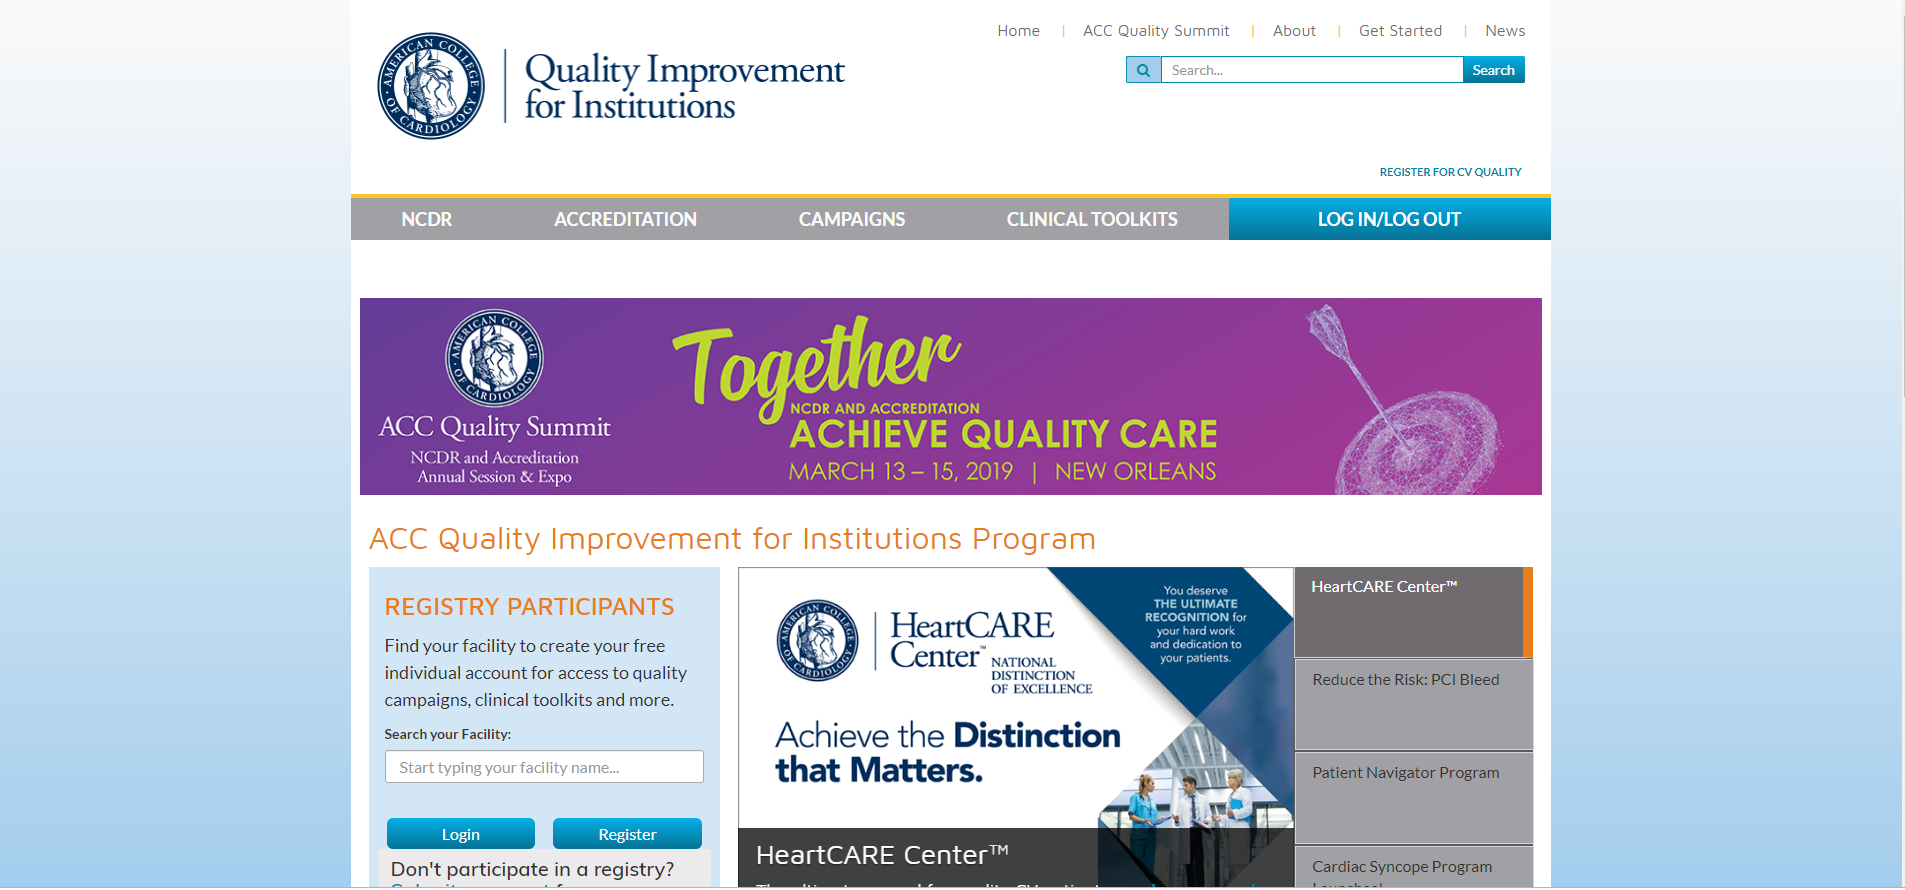 Home | ACC Quality Summit | About | Get Started | News
AMERICAN COLLEGE OF CARDIOLOGY
Quality Improvement
for Institutions
Search...
Search
REGISTER FOR CV QUALITY
NCDR ACCREDITATION CAMPAIGNS CLINICAL TOOLKITS LOG IN/LOG OUT
AMERICAN COLLEGE OF CARDIOLOGY
ACC Quality Summit
NCDR and Accreditation
Annual Session & Expo
Together
NCDR AND ACCREDITATION
ACHIEVE QUALITY CARE
MARCH 13 – 15, 2019 | NEW ORLEANS
ACC Quality Improvement for Institutions Program
REGISTRY PARTICIPANTS
Find your facility to create your free
individual account for access to quality
campaigns, clinical toolkits and more.
Search your Facility:
Start typing your facility name...
Login
Register
Don't participate in a registry?
AMERICAN COLLEGE OF CARDIOLOGY
HeartCARE
Center™
NATIONAL
DISTINCTION
OF EXCELLENCE
You deserve
THE ULTIMATE
RECOGNITION for
your hard work
and dedication to
your patients.
Achieve the Distinction
that Matters.
HeartCARE Center™
HeartCARE Center™
Reduce the Risk: PCI Bleed
Patient Navigator Program
Cardiac Syncope Program